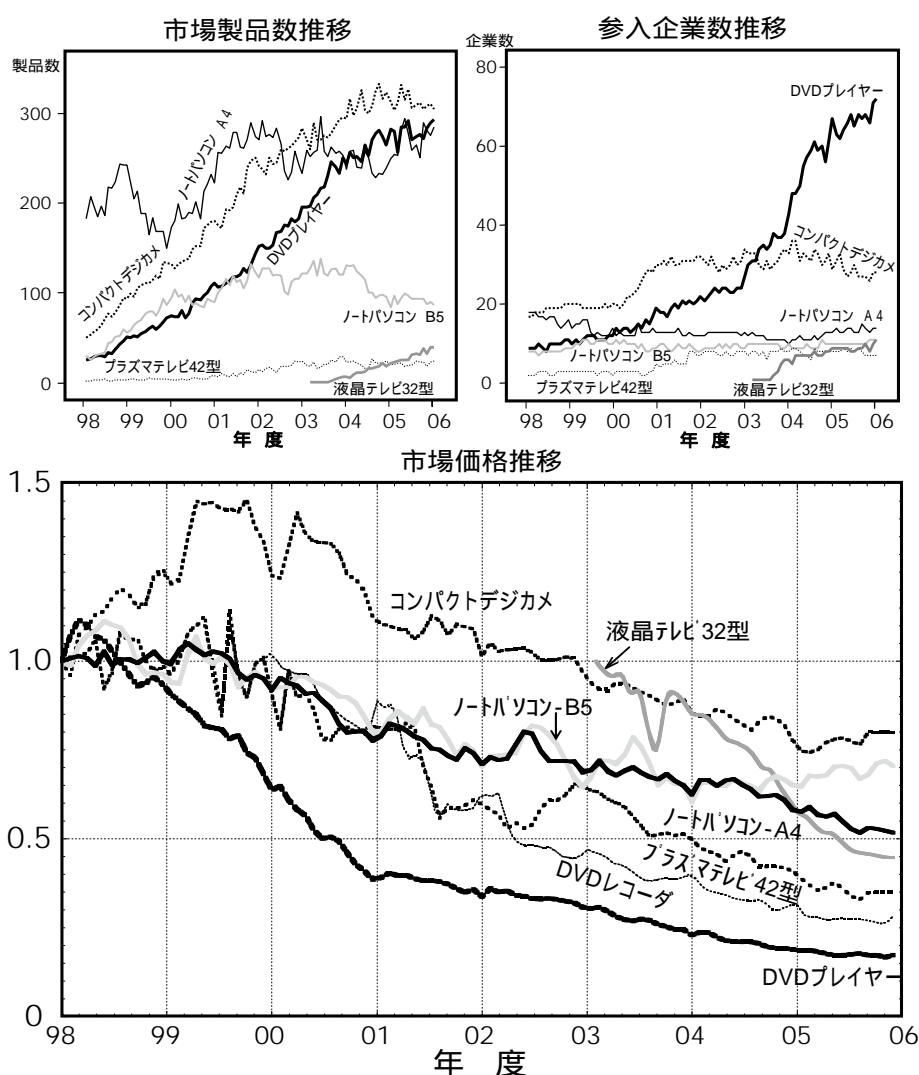 市場製品数推移
製品数
300
200
100
0
ノートパソコン A4
コンパクトデジカメ
DVDプレイヤー
ノートパソコン B5
プラズマテレビ42型
液晶テレビ32型
98 99 00 01 02 03 04 05 06
年 度
参入企業数推移
企業数
80
60
40
20
0
DVDプレイヤー
コンパクトデジカメ
ノートパソコン A4
ノートパソコン B5
プラズマテレビ42型
液晶テレビ32型
98 99 00 01 02 03 04 05 06
年 度
市場価格推移
1.5
1.0
0.5
0
コンパクトデジカメ
液晶テレビ32型
ノートパソコン-B5
ノートパソコン-A4
プラズマテレビ42型
DVDレコーダ
DVDプレイヤー
98 99 00 01 02 03 04 05 06
年 度